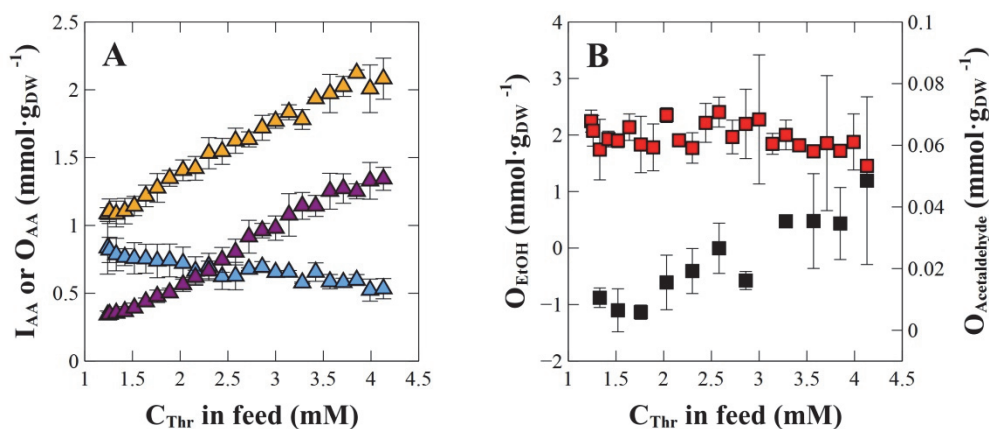 A
I_AA or O_AA (mmol·g_DW⁻¹)
2.5
2
1.5
1
0.5
0
1 1.5 2 2.5 3 3.5 4 4.5
C_Thr in feed (mM)
B
O_EtOH (mmol·g_DW⁻¹)
4
3
2
1
0
−1
−2
1 1.5 2 2.5 3 3.5 4 4.5
C_Thr in feed (mM)
0.1
0.08
0.06
0.04
0.02
0
O_Acetaldehyde (mmol·g_DW⁻¹)